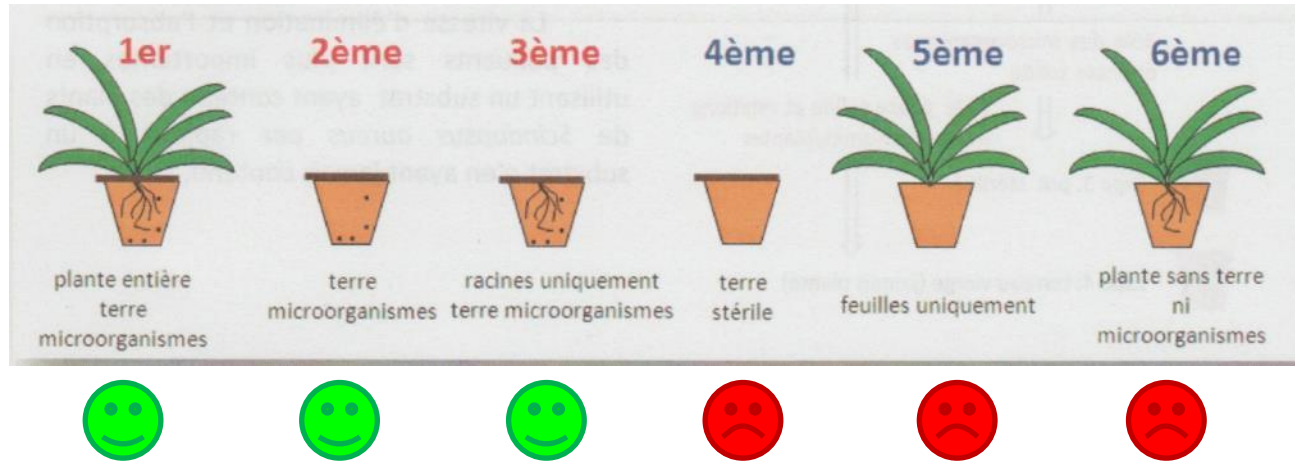 1er
2ème
3ème
4ème
5ème
6ème
plante entière
terre
microorganismes
terre
microorganismes
racines uniquement
terre microorganismes
terre
stérile
feuilles uniquement
plante sans terre
ni
microorganismes